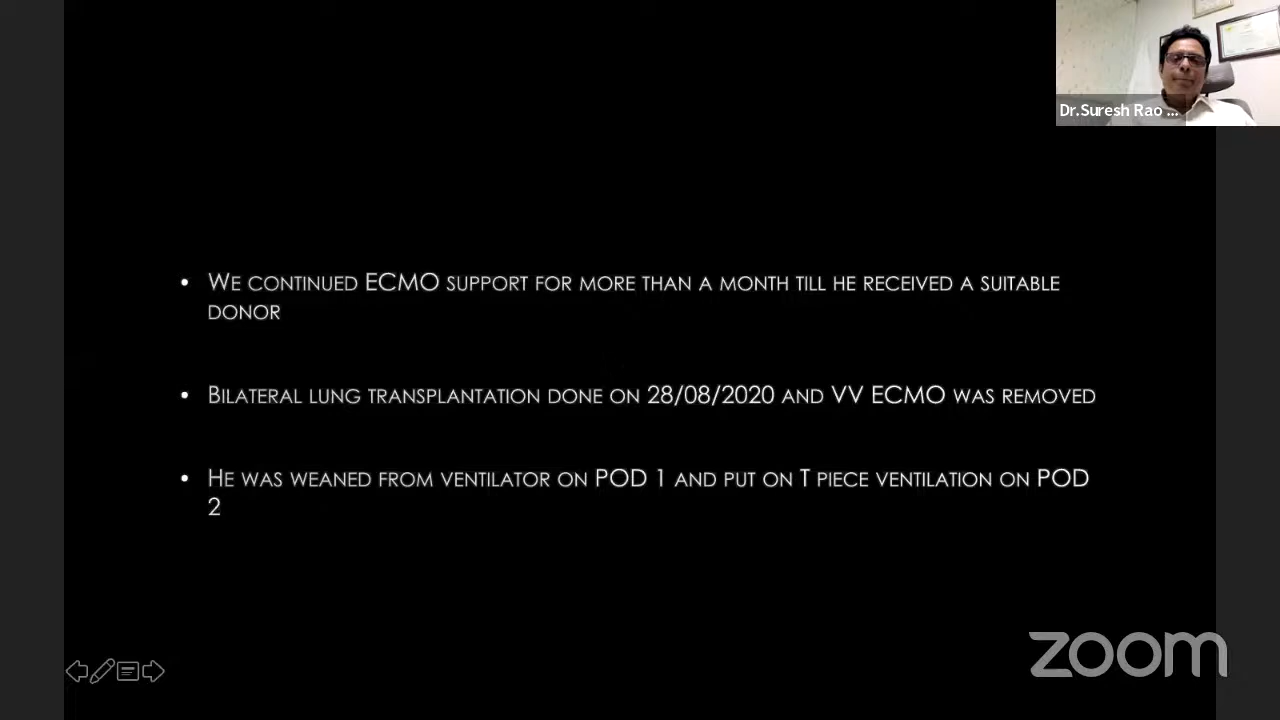 Dr.Suresh Rao ...
• We continued ECMO support for more than a month till he received a suitable
donor
• Bilateral lung transplantation done on 28/08/2020 and VV ECMO was removed
• He was weaned from ventilator on POD 1 and put on T piece ventilation on POD
2
zoom